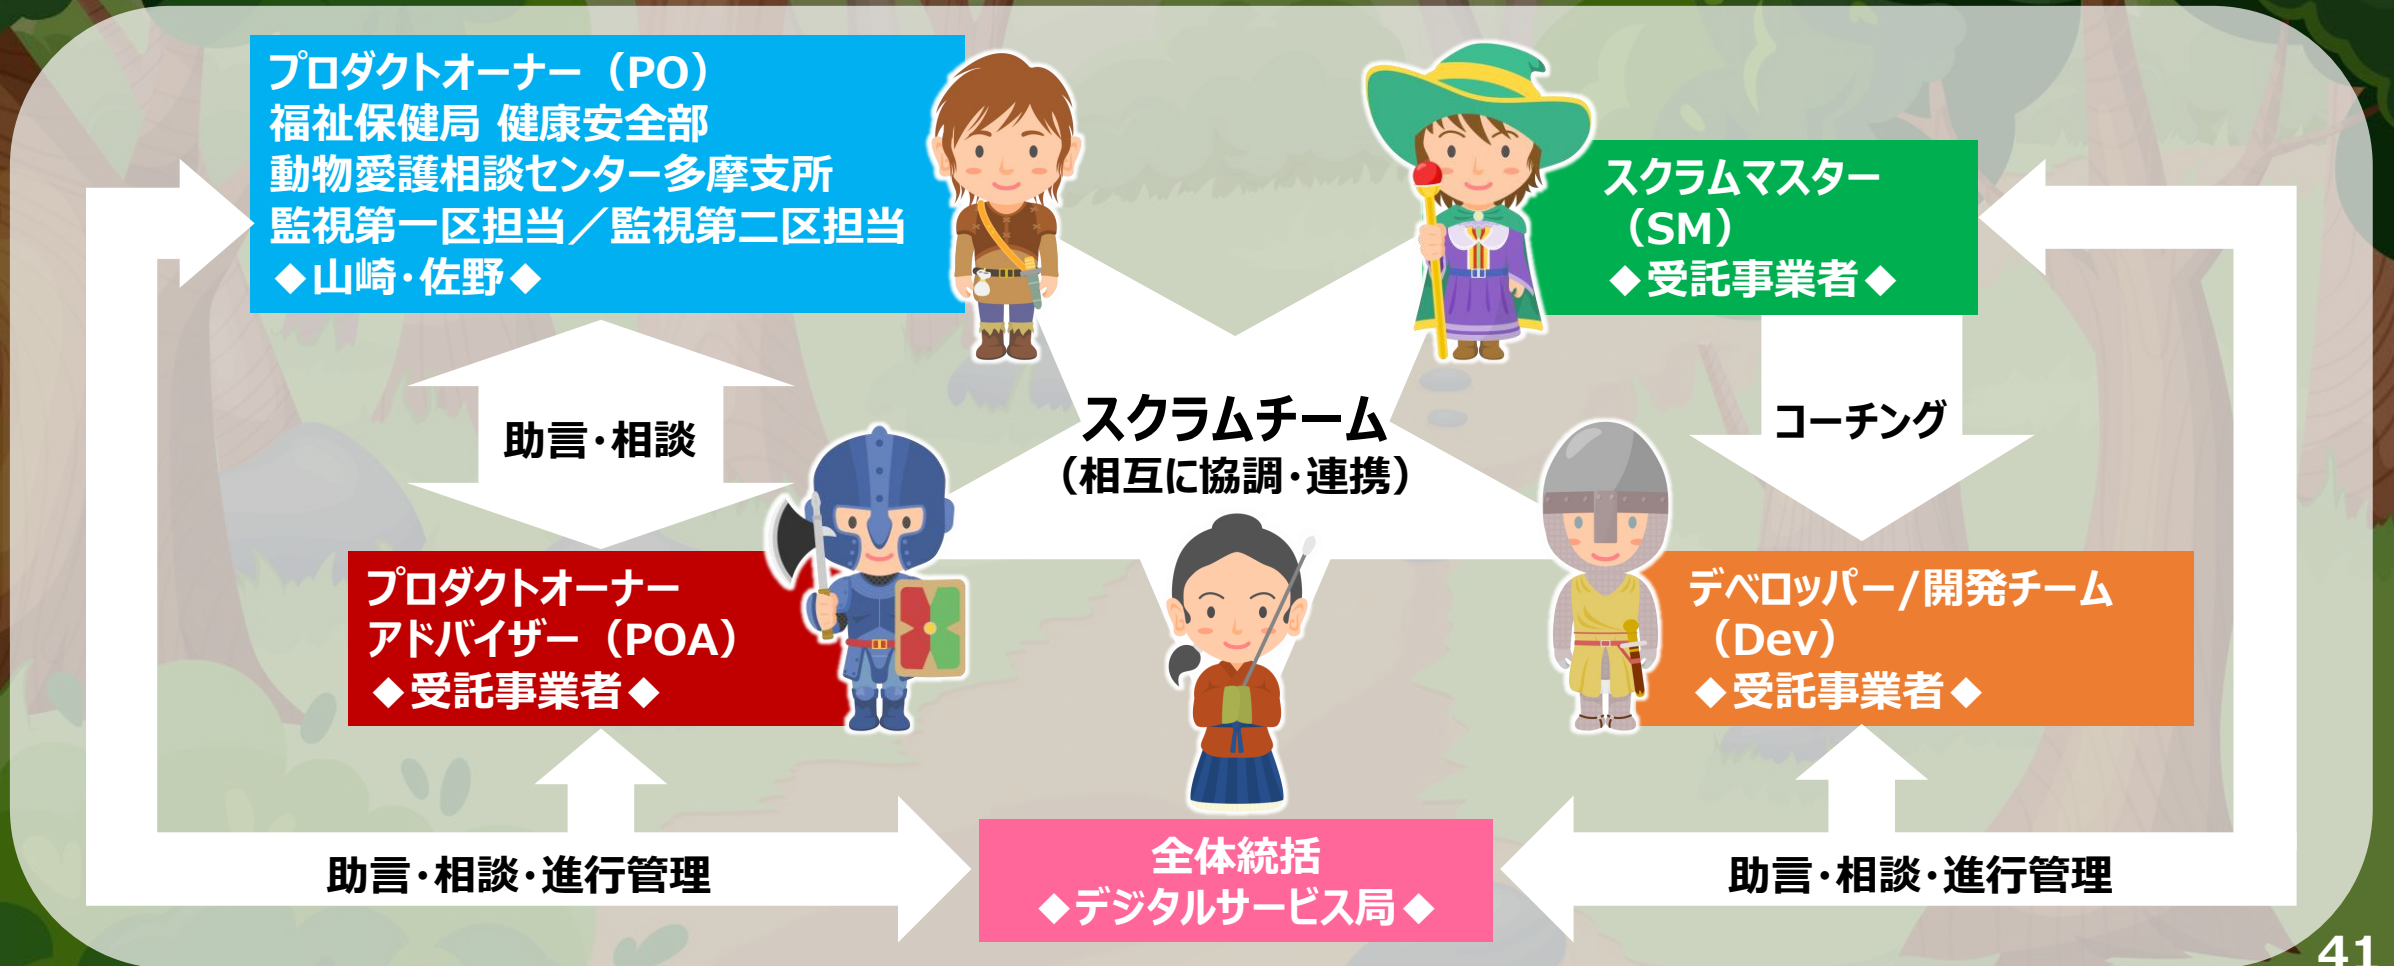 プロダクトオーナー（PO）
福祉保健局 健康安全部
動物愛護相談センター多摩支所
監視第一区担当／監視第二区担当
◆山崎・佐野◆
スクラムマスター
（SM）
◆受託事業者◆
助言・相談
スクラムチーム
（相互に協調・連携）
コーチング
プロダクトオーナー
アドバイザー（POA）
◆受託事業者◆
デベロッパー/開発チーム
（Dev）
◆受託事業者◆
助言・相談・進行管理
全体統括
◆デジタルサービス局◆
助言・相談・進行管理
41